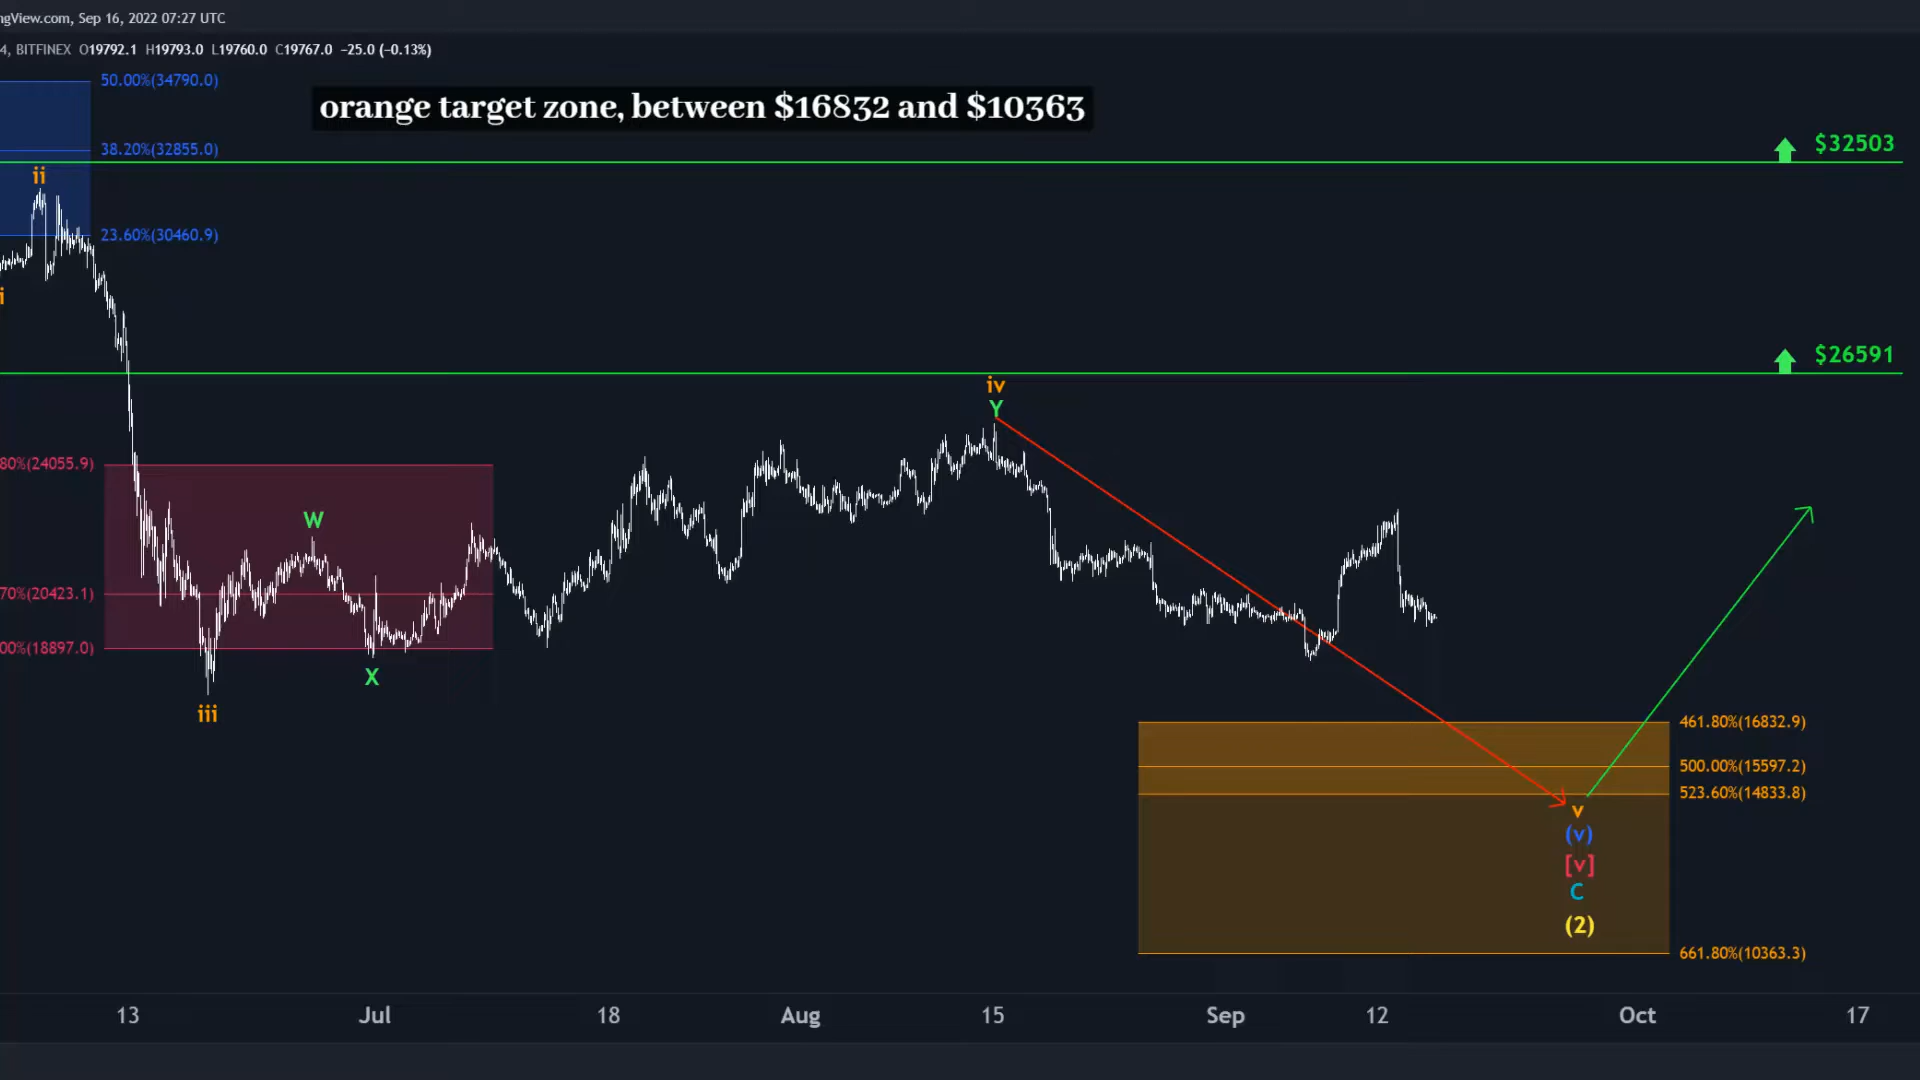 ngView.com, Sep 16, 2022 07:27 UTC
4, BITFINEX O19792.1 H19793.0 L19760.0 C19767.0 −25.0 (−0.13%)
50.00%(34790.0)
orange target zone, between $16832 and $10363
$32503
38.20%(32855.0)
ii
23.60%(30460.9)
i
$26591
iv
Y
80%(24055.9)
W
70%(20423.1)
00%(18897.0)
X
iii
461.80%(16832.9)
500.00%(15597.2)
523.60%(14833.8)
v
(v)
[v]
C
(2)
661.80%(10363.3)
13 Jul 18 Aug 15 Sep 12 Oct 17